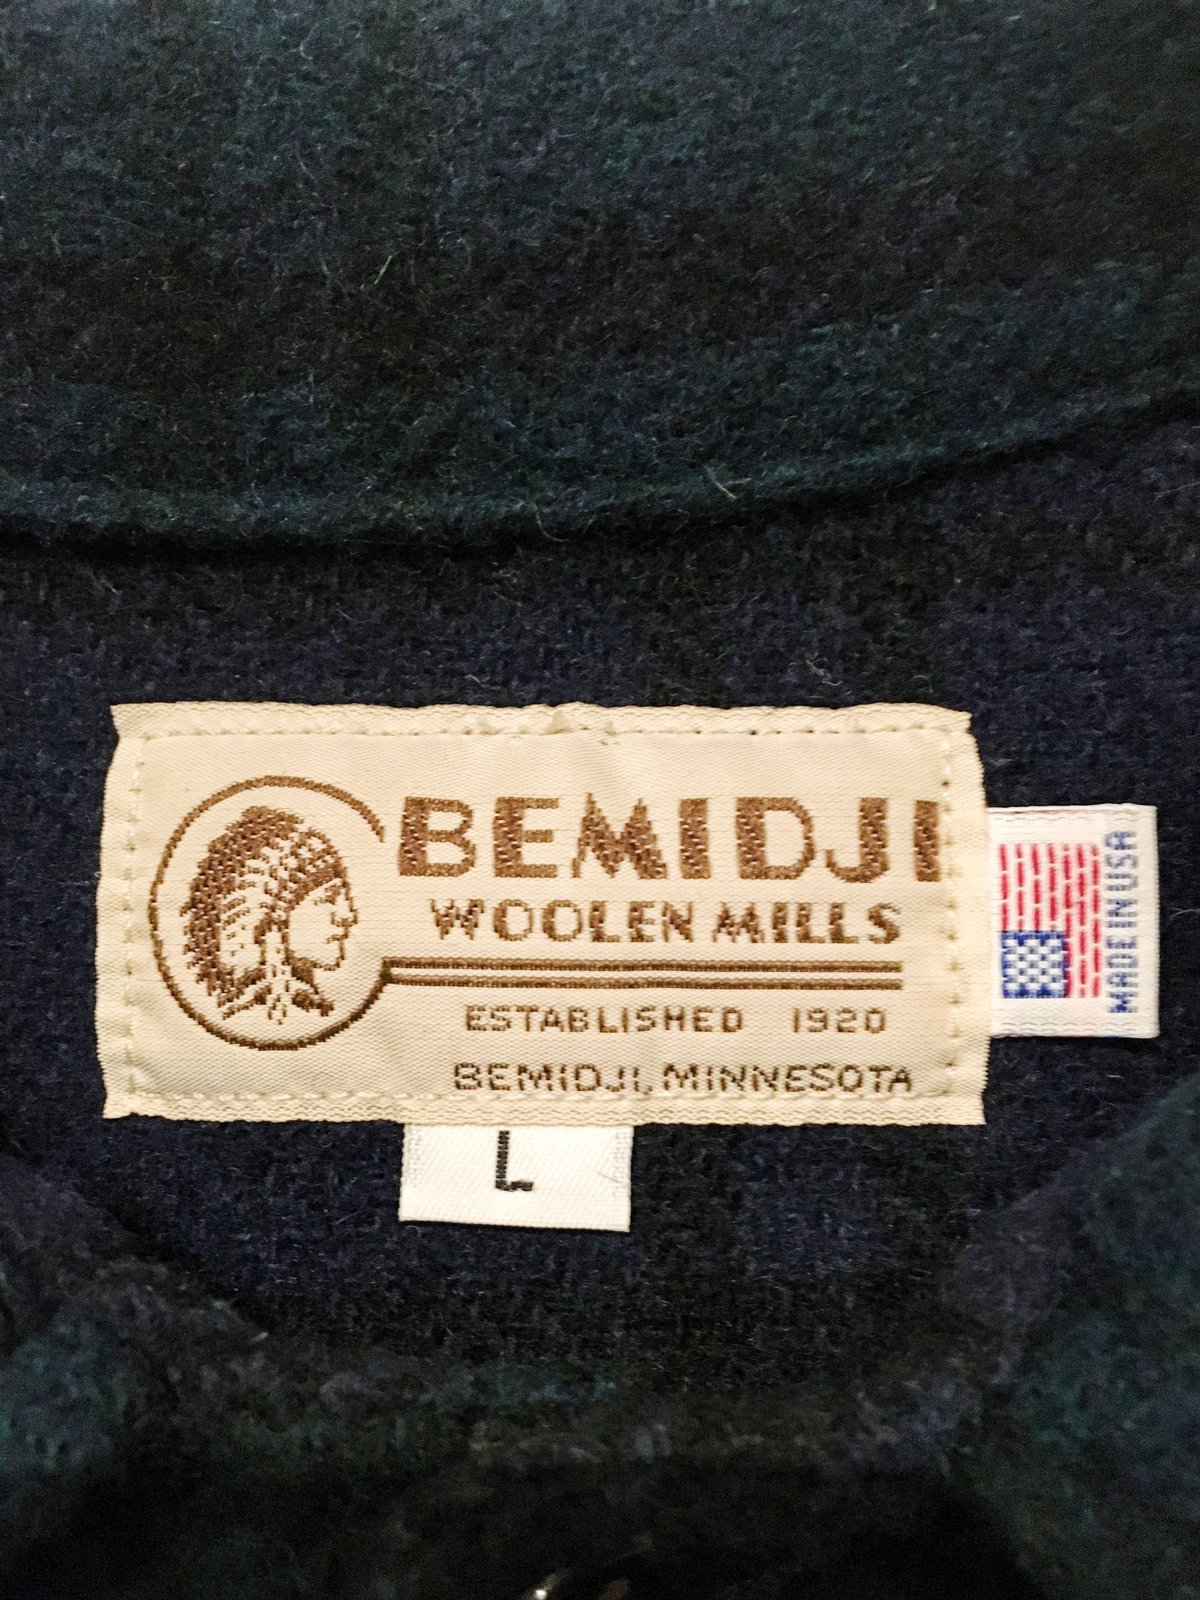 BEMIDJI
WOOLEN MILLS
ESTABLISHED 1920
BEMIDJI, MINNESOTA
MADE IN USA
L